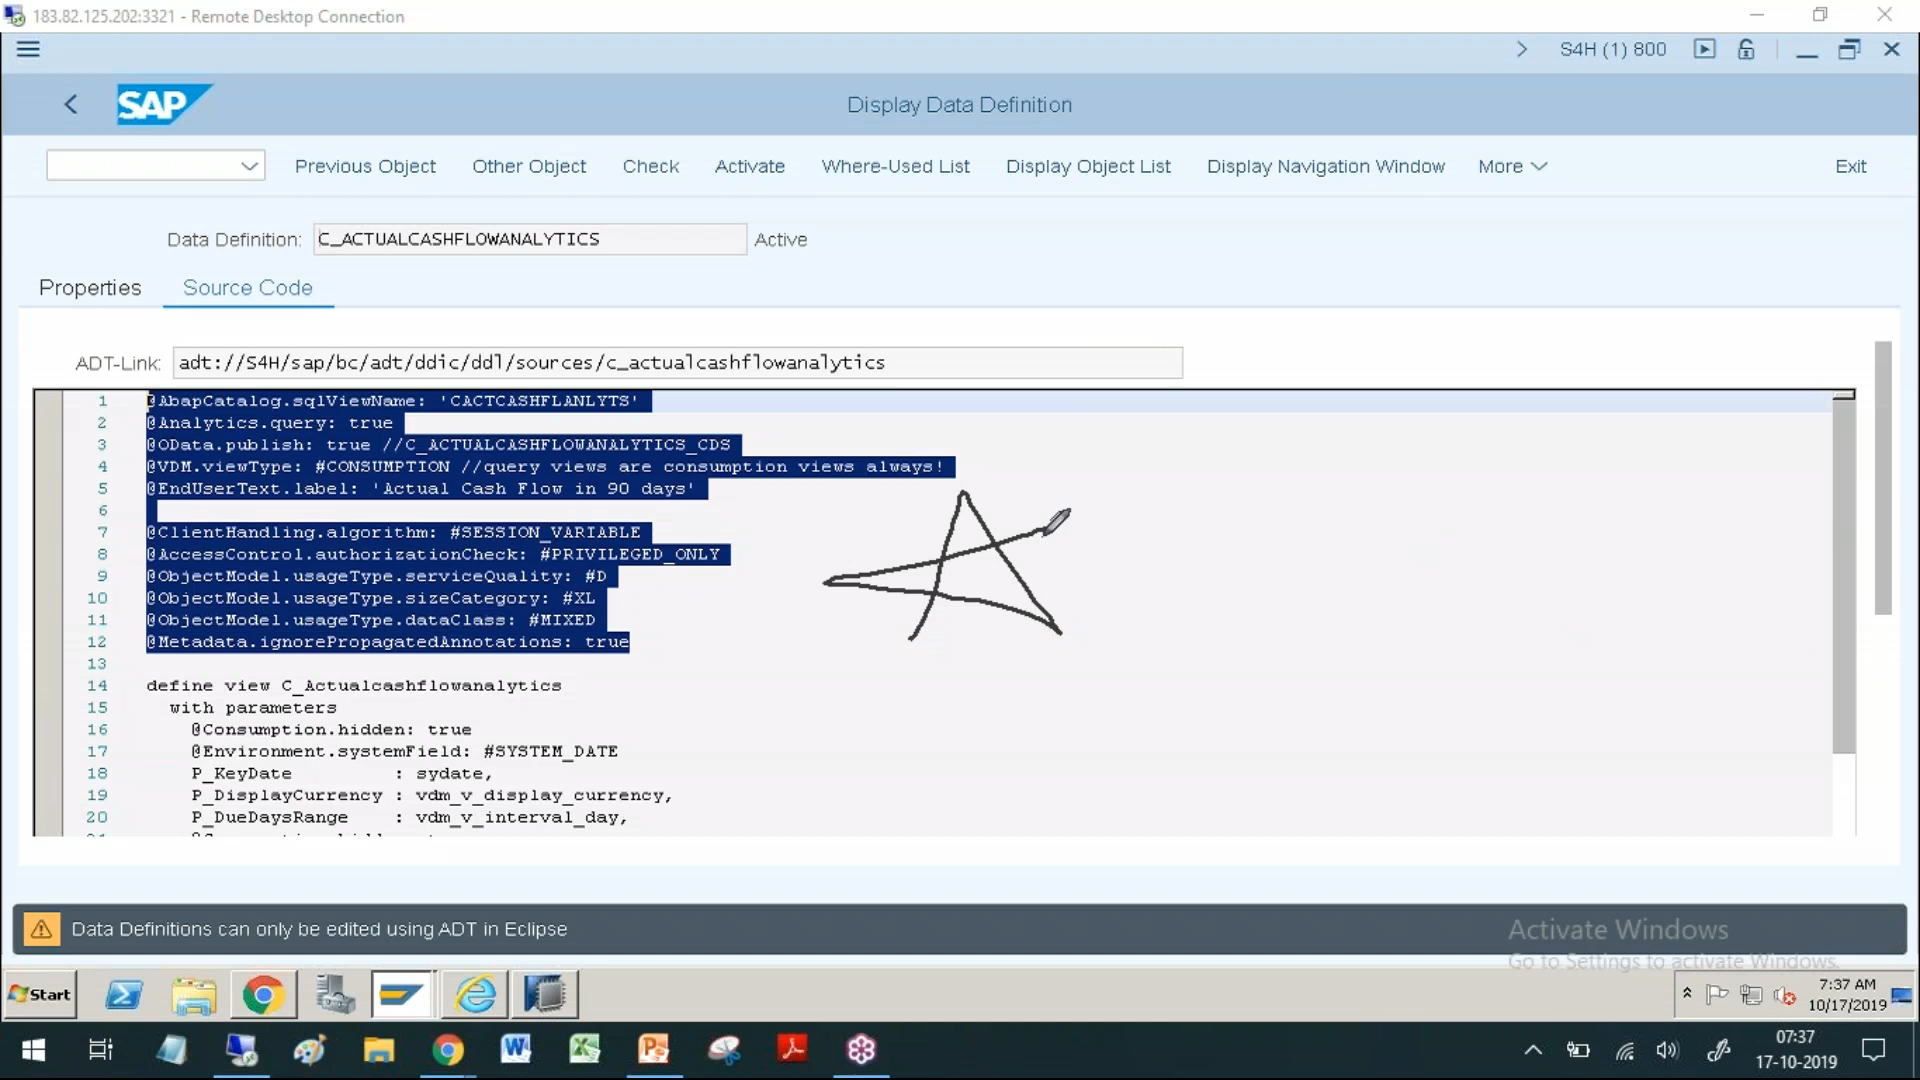 183.82.125.202:3321 - Remote Desktop Connection
S4H (1) 800
SAP
Display Data Definition
Previous Object Other Object Check Activate Where-Used List Display Object List Display Navigation Window More Exit
Data Definition: C_ACTUALCASHFLOWANALYTICS Active
Properties Source Code
ADT-Link: adt://S4H/sap/bc/adt/ddic/ddl/sources/c_actualcashflowanalytics
1 @AbapCatalog.sqlViewName: 'CACTCASHFLANLYTS'
2 @Analytics.query: true
3 @OData.publish: true //C_ACTUALCASHFLOWANALYTICS_CDS
4 @VDM.viewType: #CONSUMPTION //query views are consumption views always!
5 @EndUserText.label: 'Actual Cash Flow in 90 days'
6
7 @ClientHandling.algorithm: #SESSION_VARIABLE
8 @AccessControl.authorizationCheck: #PRIVILEGED_ONLY
9 @ObjectModel.usageType.serviceQuality: #D
10 @ObjectModel.usageType.sizeCategory: #XL
11 @ObjectModel.usageType.dataClass: #MIXED
12 @Metadata.ignorePropagatedAnnotations: true
13
14 define view C_Actualcashflowanalytics
15 with parameters
16 @Consumption.hidden: true
17 @Environment.systemField: #SYSTEM_DATE
18 P_KeyDate : sydate,
19 P_DisplayCurrency : vdm_v_display_currency,
20 P_DueDaysRange : vdm_v_interval_day,
Data Definitions can only be edited using ADT in Eclipse
Activate Windows
Go to Settings to activate Windows.
Start
7:37 AM
10/17/2019
07:37
17-10-2019